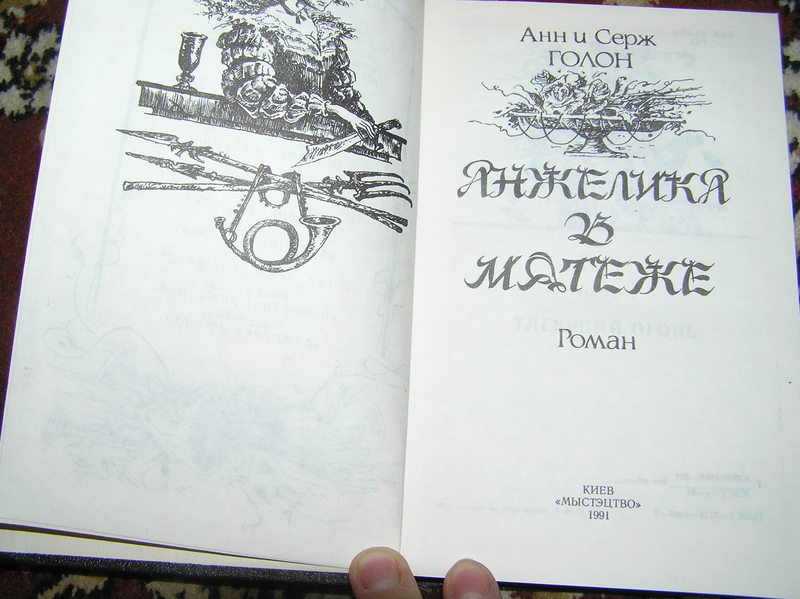 Анн и Серж
ГОЛОН
АНЖЕЛИКА
В
МЯТЕЖЕ
Роман
КИЕВ
«МЫСТЭЦТВО»
1991